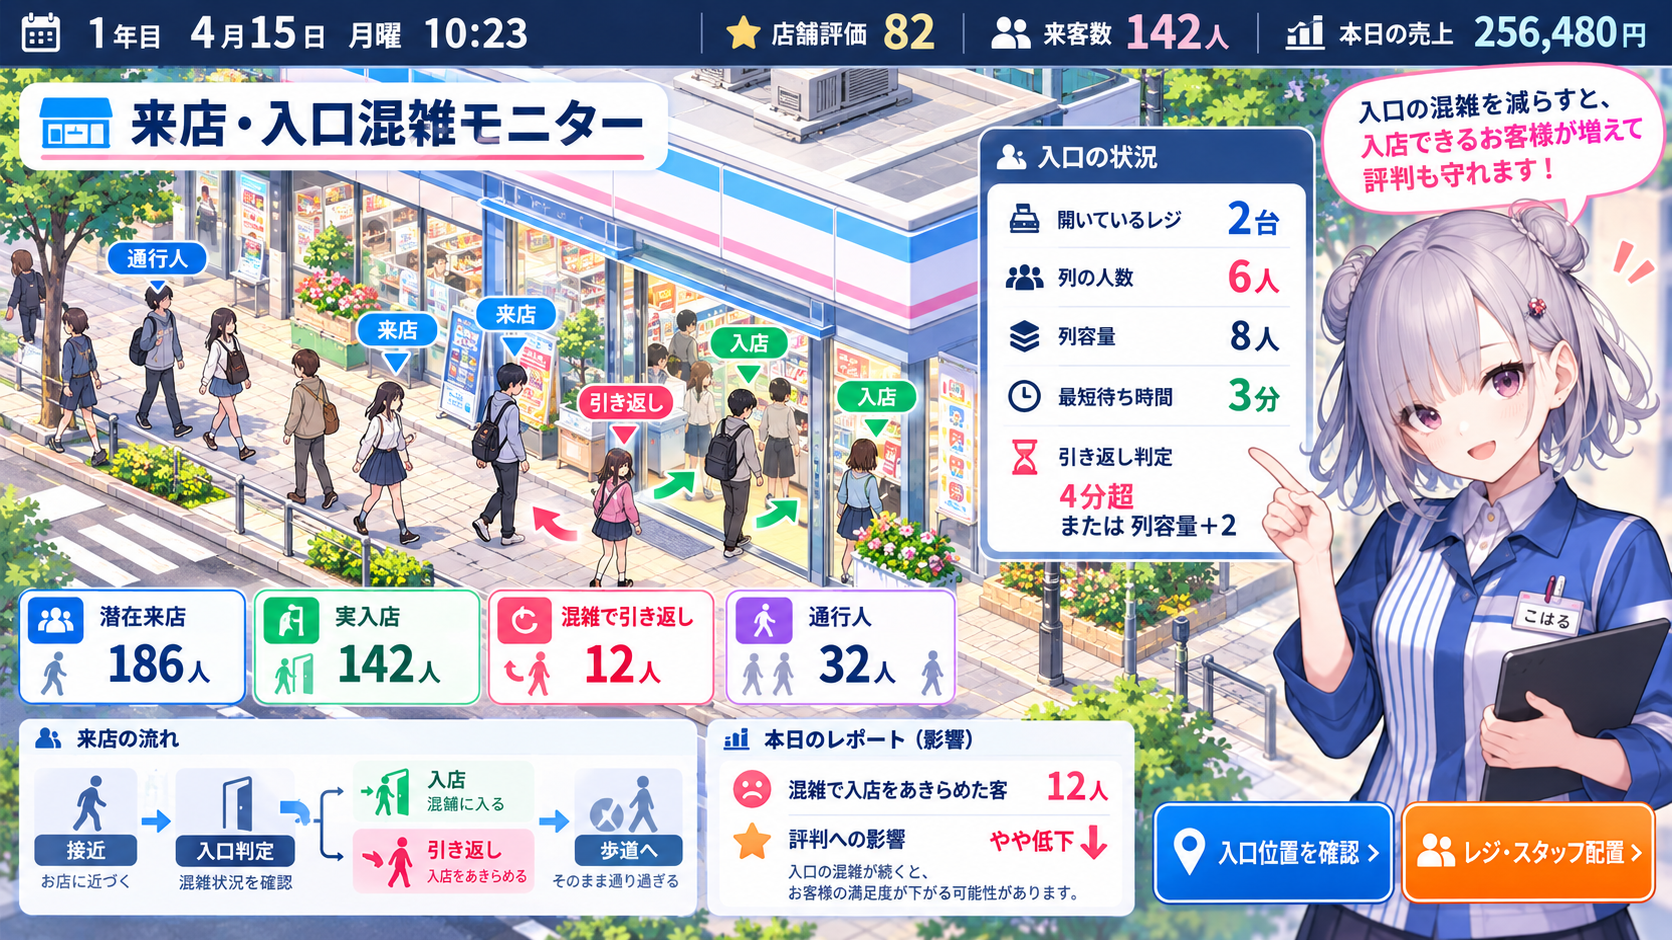 1年目 4月15日 月曜 10:23
店舗評価 82
来客数 142人
本日の売上 256,480円
来店・入口混雑モニター
入口の混雑を減らすと、
入店できるお客様が増えて
評判も守れます！
通行人
来店
来店
引き返し
入店
入店
入口の状況
開いているレジ 2台
列の人数 6人
列容量 8人
最短待ち時間 3分
引き返し判定
4分超
または 列容量＋2
こはる
潜在来店
186人
実入店
142人
混雑で引き返し
12人
通行人
32人
来店の流れ
接近
お店に近づく
入口判定
混雑状況を確認
入店
混舗に入る
引き返し
入店をあきらめる
歩道へ
そのまま通り過ぎる
本日のレポート（影響）
混雑で入店をあきらめた客 12人
評判への影響 やや低下
入口の混雑が続くと、
お客様の満足度が下がる可能性があります。
入口位置を確認
レジ・スタッフ配置